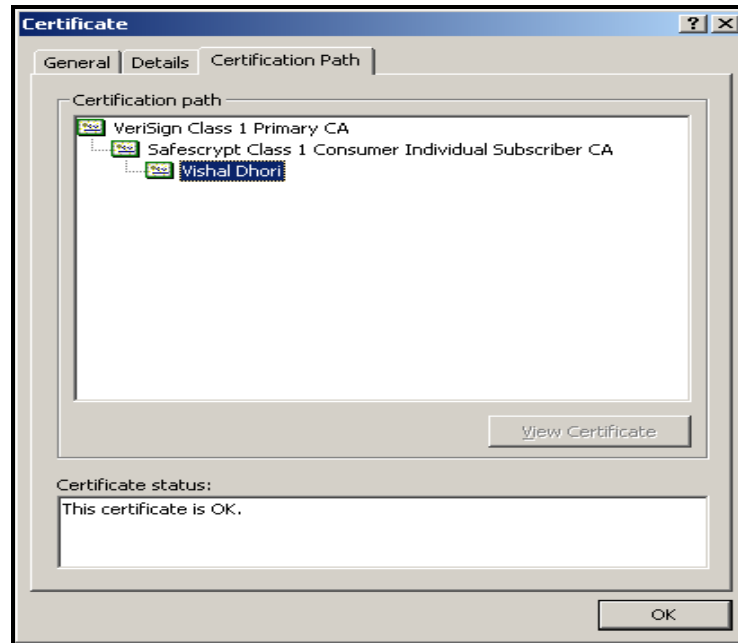 Certificate
General Details Certification Path
Certification path
VeriSign Class 1 Primary CA
Safescrypt Class 1 Consumer Individual Subscriber CA
Vishal Dhori
View Certificate
Certificate status:
This certificate is OK.
OK